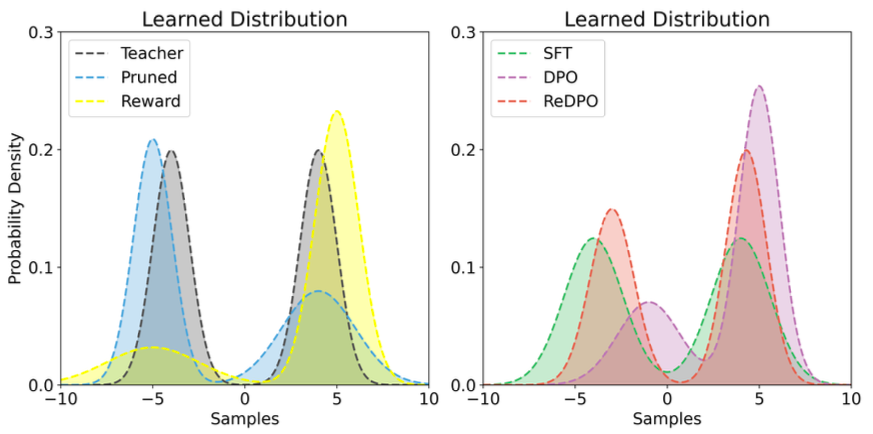 Learned Distribution
Probability Density
0.3
0.2
0.1
0.0
Teacher
Pruned
Reward
−10
−5
0
5
10
Samples
Learned Distribution
0.3
0.2
0.1
0.0
SFT
DPO
ReDPO
−10
−5
0
5
10
Samples